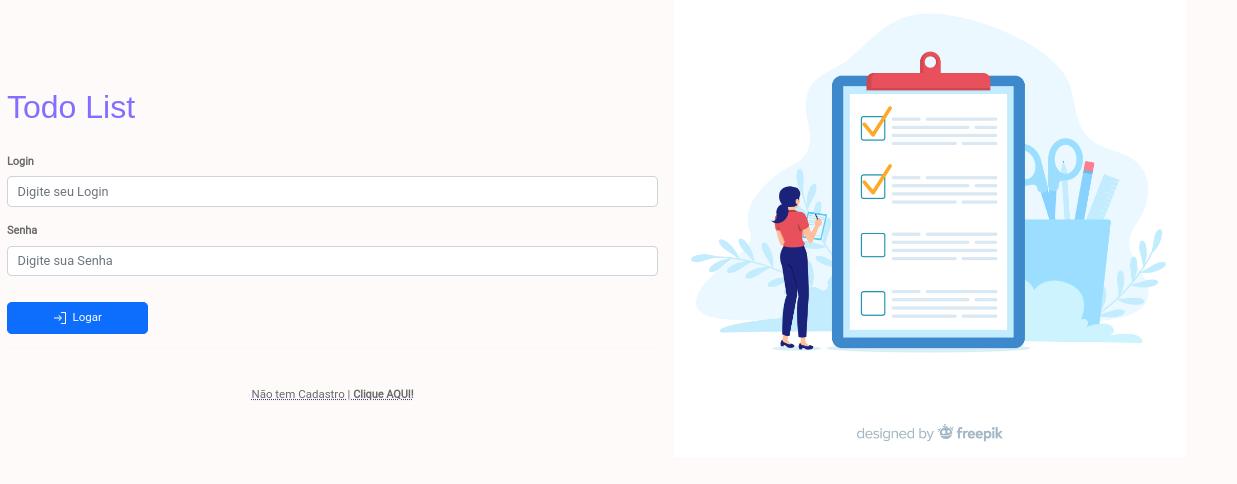 Todo List
Login
Digite seu Login
Senha
Digite sua Senha
Logar
Não tem Cadastro | Clique AQUI!
designed by freepik